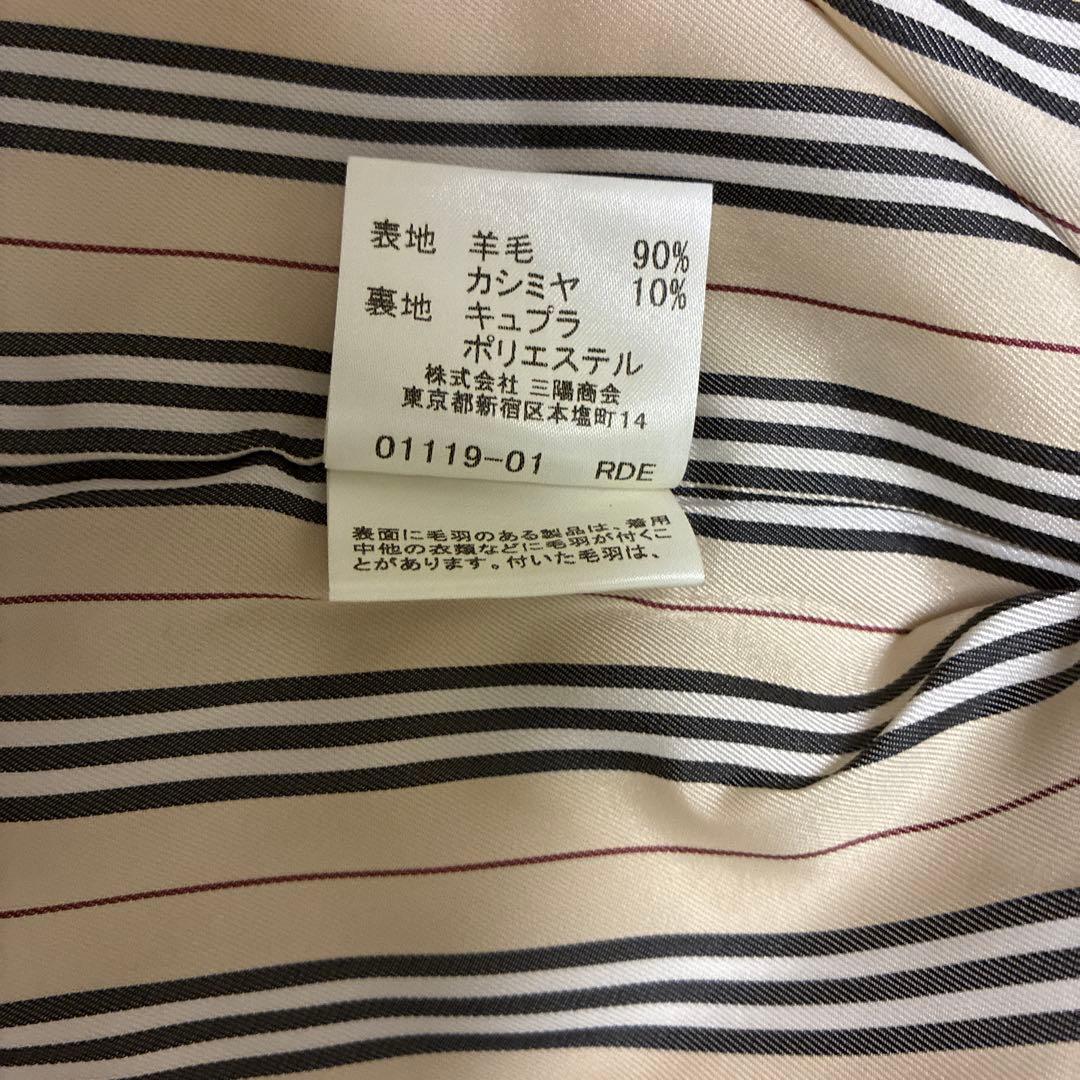 表地 羊毛 90%
カシミヤ 10%
裏地 キュプラ
ポリエステル
株式会社 三陽商会
東京都新宿区本塩町14
01119-01 RDE
表面に毛羽のある製品は、着用
中他の衣類などに毛羽が付くこ
とがあります。付いた毛羽は、